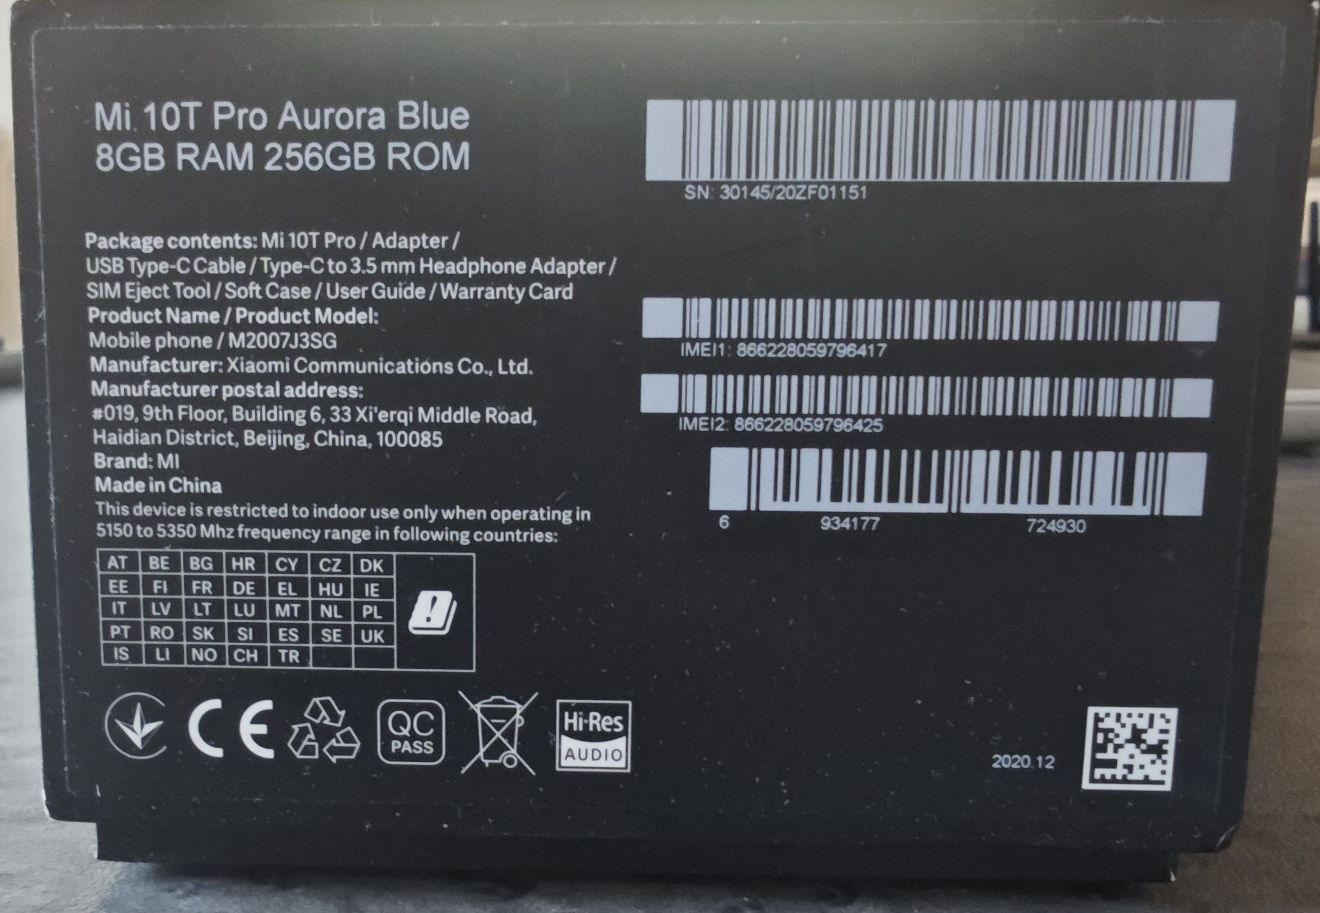 Mi 10T Pro Aurora Blue
8GB RAM 256GB ROM
SN: 30145/20ZF01151
Package contents: Mi 10T Pro / Adapter /
USB Type-C Cable / Type-C to 3.5 mm Headphone Adapter /
SIM Eject Tool / Soft Case / User Guide / Warranty Card
Product Name / Product Model:
Mobile phone / M2007J3SG
Manufacturer: Xiaomi Communications Co., Ltd.
Manufacturer postal address:
#019, 9th Floor, Building 6, 33 Xi'erqi Middle Road,
Haidian District, Beijing, China, 100085
Brand: MI
Made in China
This device is restricted to indoor use only when operating in
5150 to 5350 Mhz frequency range in following countries:
AT BE BG HR CY CZ DK
EE FI FR DE EL HU IE
IT LV LT LU MT NL PL
PT RO SK SI ES SE UK
IS LI NO CH TR
!
IMEI1: 866228059796417
IMEI2: 866228059796425
6 934177 724930
CE
QC
PASS
Hi-Res
AUDIO
2020.12